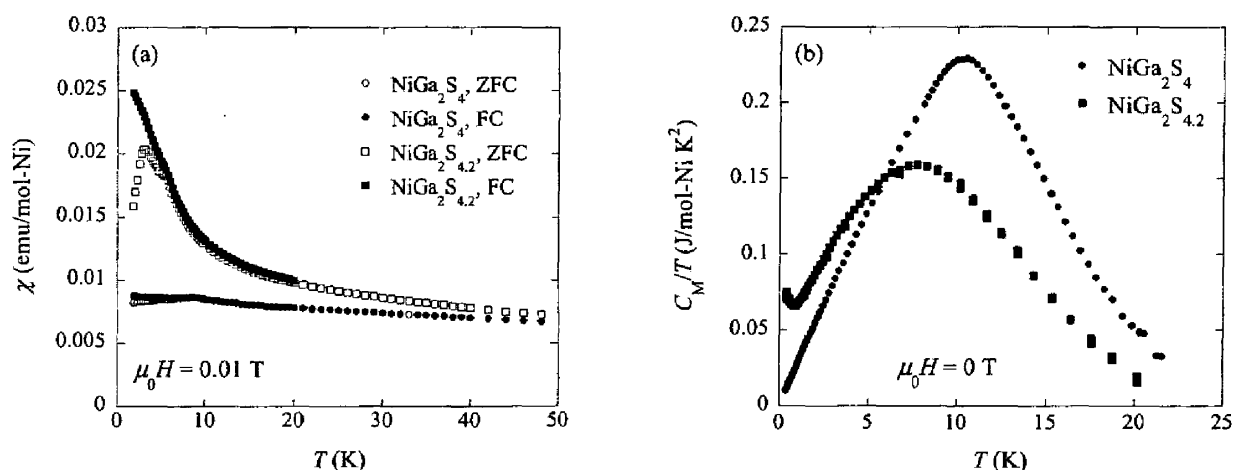 (a)
0.03
0.025
0.02
0.015
0.01
0.005
0
χ (emu/mol-Ni)
NiGa₂S₄, ZFC
NiGa₂S₄, FC
NiGa₂S₄.₂, ZFC
NiGa₂S₄.₂, FC
μ₀H = 0.01 T
0 10 20 30 40 50
T (K)
(b)
0.25
0.2
0.15
0.1
0.05
0
C_M/T (J/mol-Ni K²)
NiGa₂S₄
NiGa₂S₄.₂
μ₀H = 0 T
0 5 10 15 20 25
T (K)